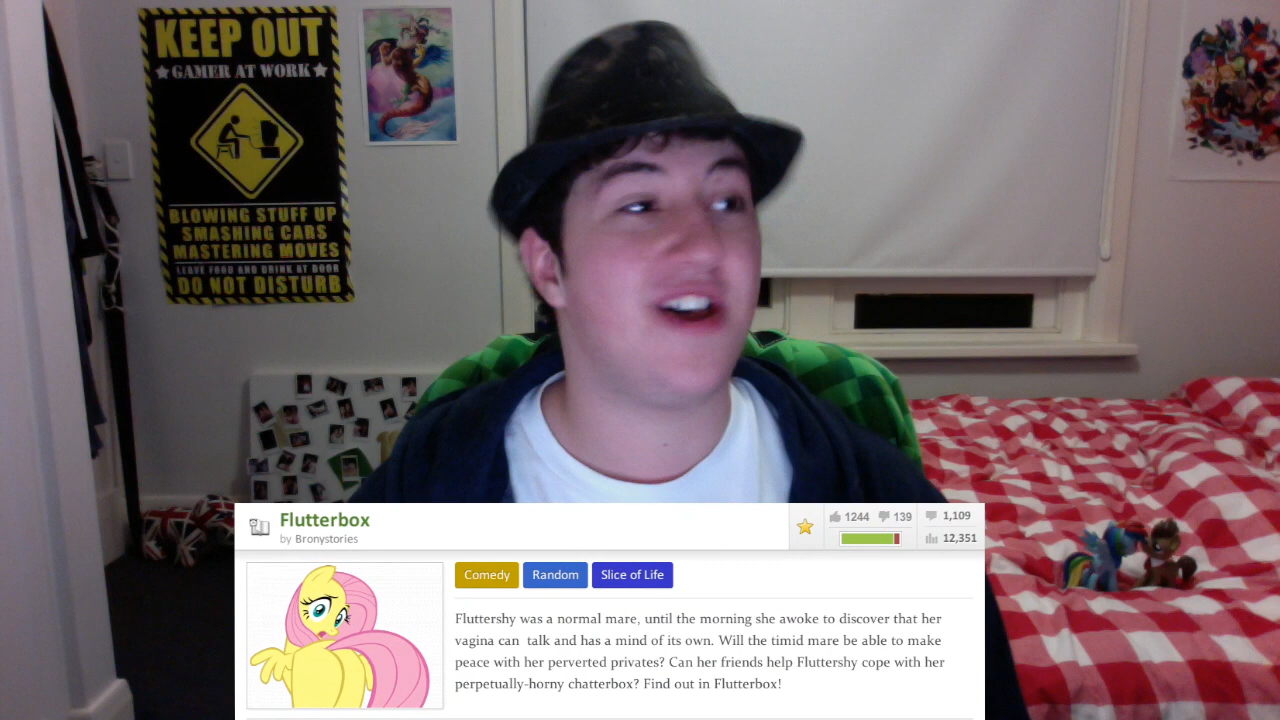 KEEP OUT
★GAMER AT WORK★
BLOWING STUFF UP
SMASHING CARS
MASTERING MOVES
LEAVE FOOD AND DRINK AT DOOR
DO NOT DISTURB
Flutterbox
by Bronystories
1244 139 1,109
12,351
Comedy Random Slice of Life
Fluttershy was a normal mare, until the morning she awoke to discover that her
vagina can talk and has a mind of its own. Will the timid mare be able to make
peace with her perverted privates? Can her friends help Fluttershy cope with her
perpetually-horny chatterbox? Find out in Flutterbox!